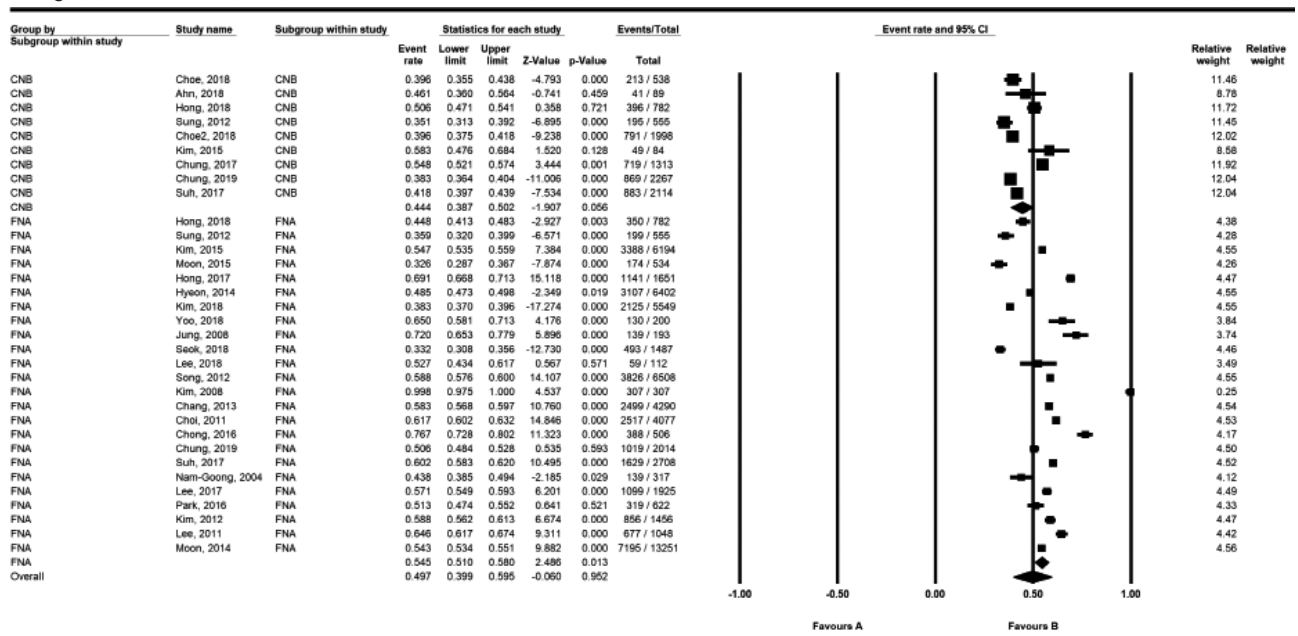 Group by Study name Subgroup within study Statistics for each study Events/Total Event rate and 95% CI
Subgroup within study
Event rate Lower limit Upper limit Z-Value p-Value Total Relative weight Relative weight
CNB Choe, 2018 CNB 0.396 0.355 0.438 -4.793 0.000 213 / 538 11.46
CNB Ahn, 2018 CNB 0.461 0.360 0.564 -0.741 0.459 41 / 89 8.78
CNB Hong, 2018 CNB 0.506 0.471 0.541 0.358 0.721 396 / 782 11.72
CNB Sung, 2012 CNB 0.351 0.313 0.392 -6.895 0.000 195 / 555 11.45
CNB Choe2, 2018 CNB 0.396 0.375 0.418 -9.238 0.000 791 / 1998 12.02
CNB Kim, 2015 CNB 0.583 0.476 0.684 1.520 0.128 49 / 84 8.58
CNB Chung, 2017 CNB 0.548 0.521 0.574 3.444 0.001 719 / 1313 11.92
CNB Chung, 2019 CNB 0.383 0.364 0.404 -11.006 0.000 869 / 2267 12.04
CNB Suh, 2017 CNB 0.418 0.397 0.439 -7.534 0.000 883 / 2114 12.04
CNB 0.444 0.387 0.502 -1.907 0.056
FNA Hong, 2018 FNA 0.448 0.413 0.483 -2.927 0.003 350 / 782 4.38
FNA Sung, 2012 FNA 0.359 0.320 0.399 -6.571 0.000 199 / 555 4.28
FNA Kim, 2015 FNA 0.547 0.535 0.559 7.384 0.000 3388 / 6194 4.55
FNA Moon, 2015 FNA 0.326 0.287 0.367 -7.874 0.000 174 / 534 4.26
FNA Hong, 2017 FNA 0.691 0.668 0.713 15.118 0.000 1141 / 1651 4.47
FNA Hyeon, 2014 FNA 0.485 0.473 0.498 -2.349 0.019 3107 / 6402 4.55
FNA Kim, 2018 FNA 0.383 0.370 0.396 -17.274 0.000 2125 / 5549 4.55
FNA Yoo, 2018 FNA 0.650 0.581 0.713 4.176 0.000 130 / 200 3.84
FNA Jung, 2008 FNA 0.720 0.653 0.779 5.896 0.000 139 / 193 3.74
FNA Seok, 2018 FNA 0.332 0.308 0.356 -12.730 0.000 493 / 1487 4.46
FNA Lee, 2018 FNA 0.527 0.434 0.617 0.567 0.571 59 / 112 3.49
FNA Song, 2012 FNA 0.588 0.576 0.600 14.107 0.000 3826 / 6508 4.55
FNA Kim, 2008 FNA 0.998 0.975 1.000 4.537 0.000 307 / 307 0.25
FNA Chang, 2013 FNA 0.583 0.568 0.597 10.760 0.000 2499 / 4290 4.54
FNA Choi, 2011 FNA 0.617 0.602 0.632 14.846 0.000 2517 / 4077 4.53
FNA Chong, 2016 FNA 0.767 0.728 0.802 11.323 0.000 388 / 506 4.17
FNA Chung, 2019 FNA 0.506 0.484 0.528 0.535 0.593 1019 / 2014 4.50
FNA Suh, 2017 FNA 0.602 0.583 0.620 10.495 0.000 1629 / 2708 4.52
FNA Nam-Goong, 2004 FNA 0.438 0.385 0.494 -2.185 0.029 139 / 317 4.12
FNA Lee, 2017 FNA 0.571 0.549 0.593 6.201 0.000 1099 / 1925 4.49
FNA Park, 2016 FNA 0.513 0.474 0.552 0.641 0.521 319 / 622 4.33
FNA Kim, 2012 FNA 0.588 0.562 0.613 6.674 0.000 856 / 1456 4.47
FNA Lee, 2011 FNA 0.646 0.617 0.674 9.311 0.000 677 / 1048 4.42
FNA Moon, 2014 FNA 0.543 0.534 0.551 9.882 0.000 7195 / 13251 4.56
FNA 0.545 0.510 0.580 2.486 0.013
Overall 0.497 0.399 0.595 -0.060 0.952
-1.00 -0.50 0.00 0.50 1.00
Favours A Favours B